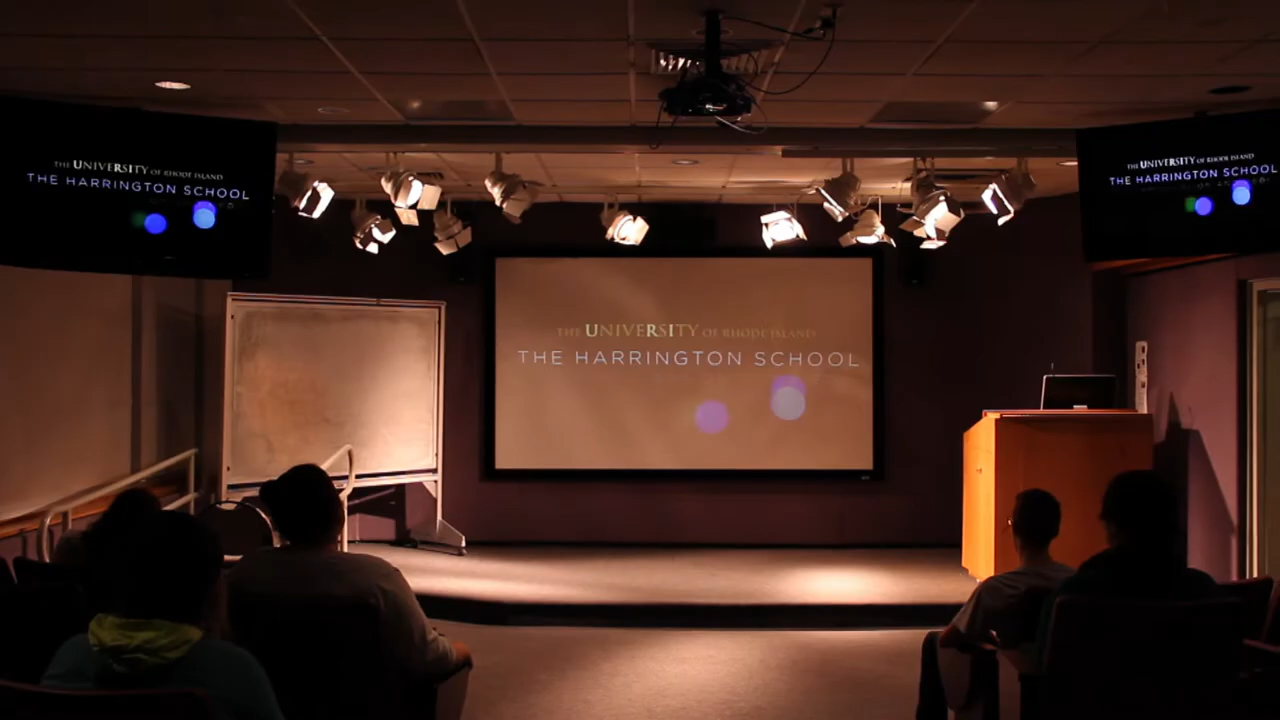 THE UNIVERSITY OF RHODE ISLAND
THE HARRINGTON SCHOOL
THE UNIVERSITY OF RHODE ISLAND
THE HARRINGTON SCHOOL
THE UNIVERSITY OF RHODE ISLAND
THE HARRINGTON SCHOOL